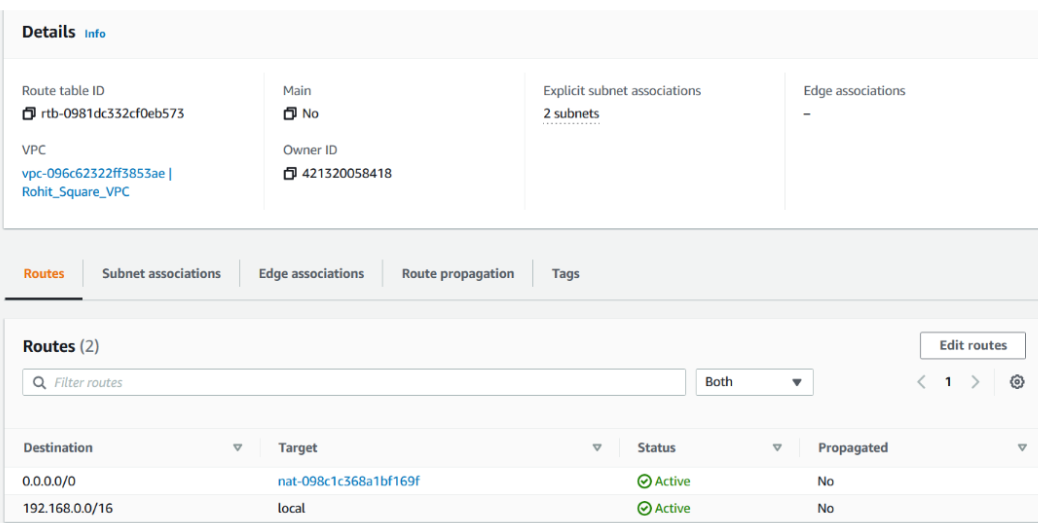 Details Info
Route table ID
rtb-0981dc332cf0eb573
Main
No
Explicit subnet associations
2 subnets
Edge associations
–
VPC
vpc-096c62322ff3853ae |
Rohit_Square_VPC
Owner ID
421320058418
Routes Subnet associations Edge associations Route propagation Tags
Routes (2) Edit routes
Filter routes Both 1
Destination Target Status Propagated
0.0.0.0/0 nat-098c1c368a1bf169f Active No
192.168.0.0/16 local Active No